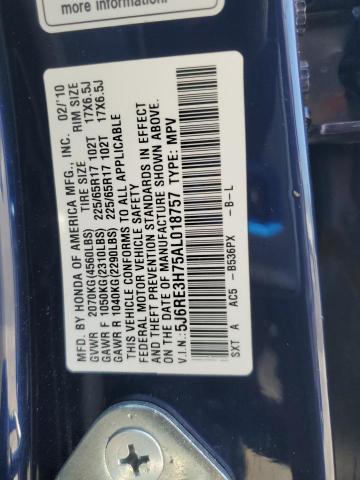 more information.
MFD. BY HONDA OF AMERICA MFG., INC. 02/'10
GVWR 2070KG(4560LBS) TIRE SIZE RIM SIZE
GAWR F 1050KG(2310LBS) 225/65R17 102T 17X6.5J
GAWR R 1040KG(2290LBS) 225/65R17 102T 17X6.5J
THIS VEHICLE CONFORMS TO ALL APPLICABLE
FEDERAL MOTOR VEHICLE SAFETY STANDARDS IN EFFECT
ON THE DATE OF MANUFACTURE SHOWN ABOVE.
V.I.N.:5J6RE3H75AL018757 TYPE: MPV
SXT A AC5 -B536PX -B-L